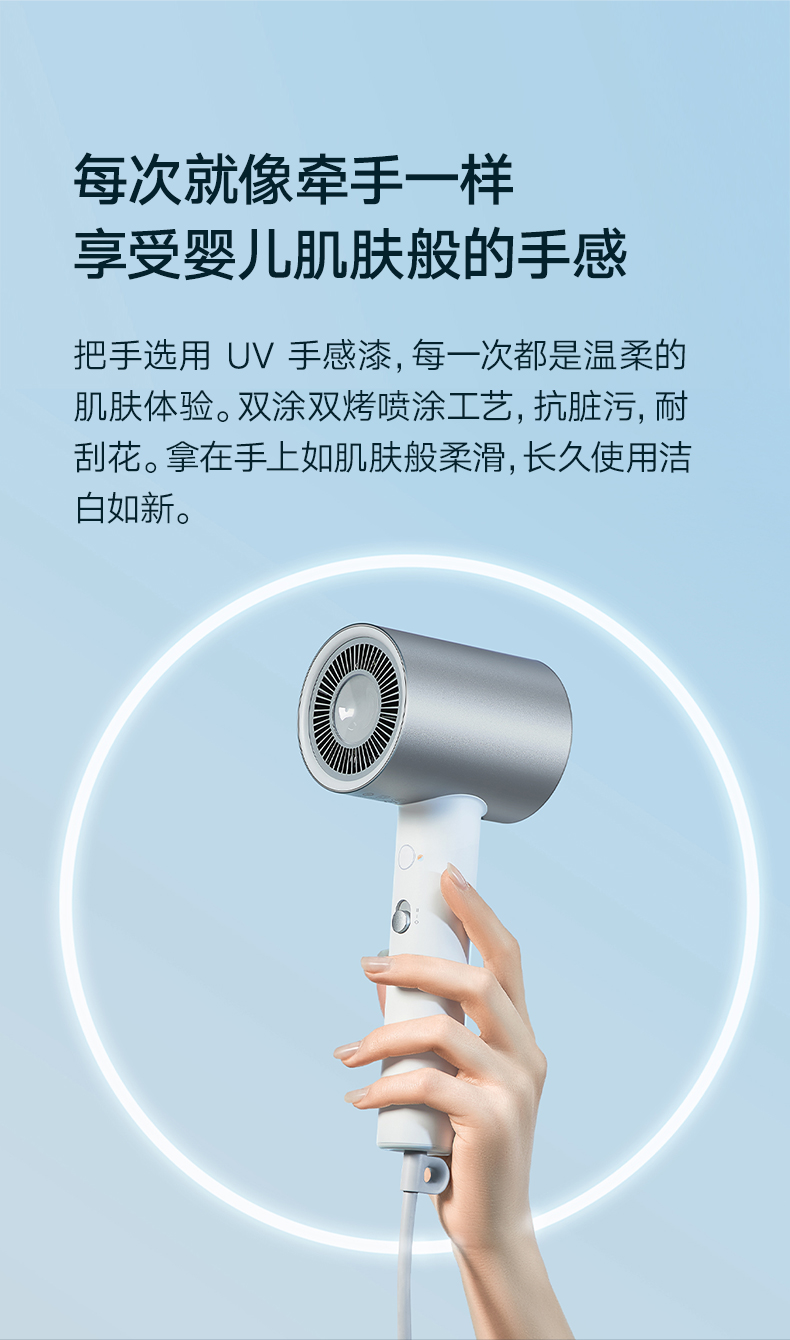 每次就像牵手一样
享受婴儿肌肤般的手感
把手选用 UV 手感漆，每一次都是温柔的
肌肤体验。双涂双烤喷涂工艺，抗脏污，耐
刮花。拿在手上如肌肤般柔滑，长久使用洁
白如新。